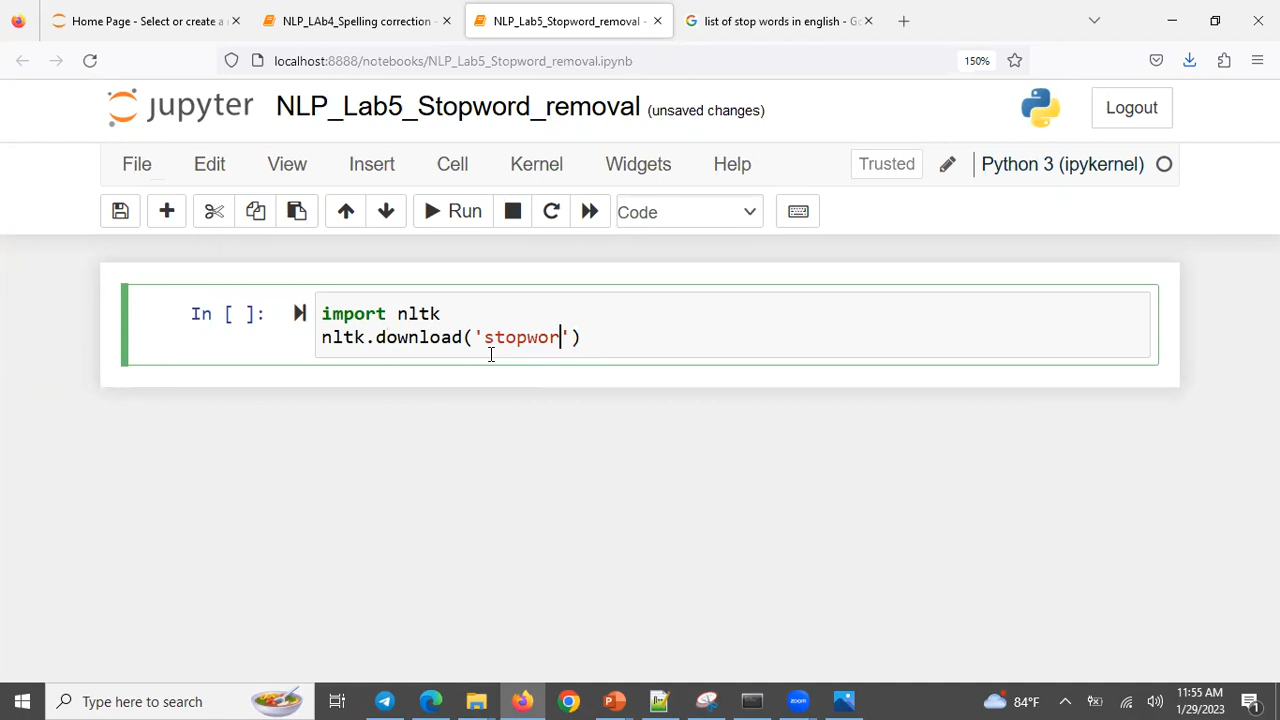 Home Page - Select or create a
NLP_LAb4_Spelling correction -
NLP_Lab5_Stopword_removal -
list of stop words in english - Go
localhost:8888/notebooks/NLP_Lab5_Stopword_removal.ipynb
150%
jupyter NLP_Lab5_Stopword_removal (unsaved changes)
Logout
File Edit View Insert Cell Kernel Widgets Help
Trusted
Python 3 (ipykernel)
Run
Code
In [ ]:
import nltk
nltk.download('stopwor')
Type here to search
84°F
11:55 AM
1/29/2023
1